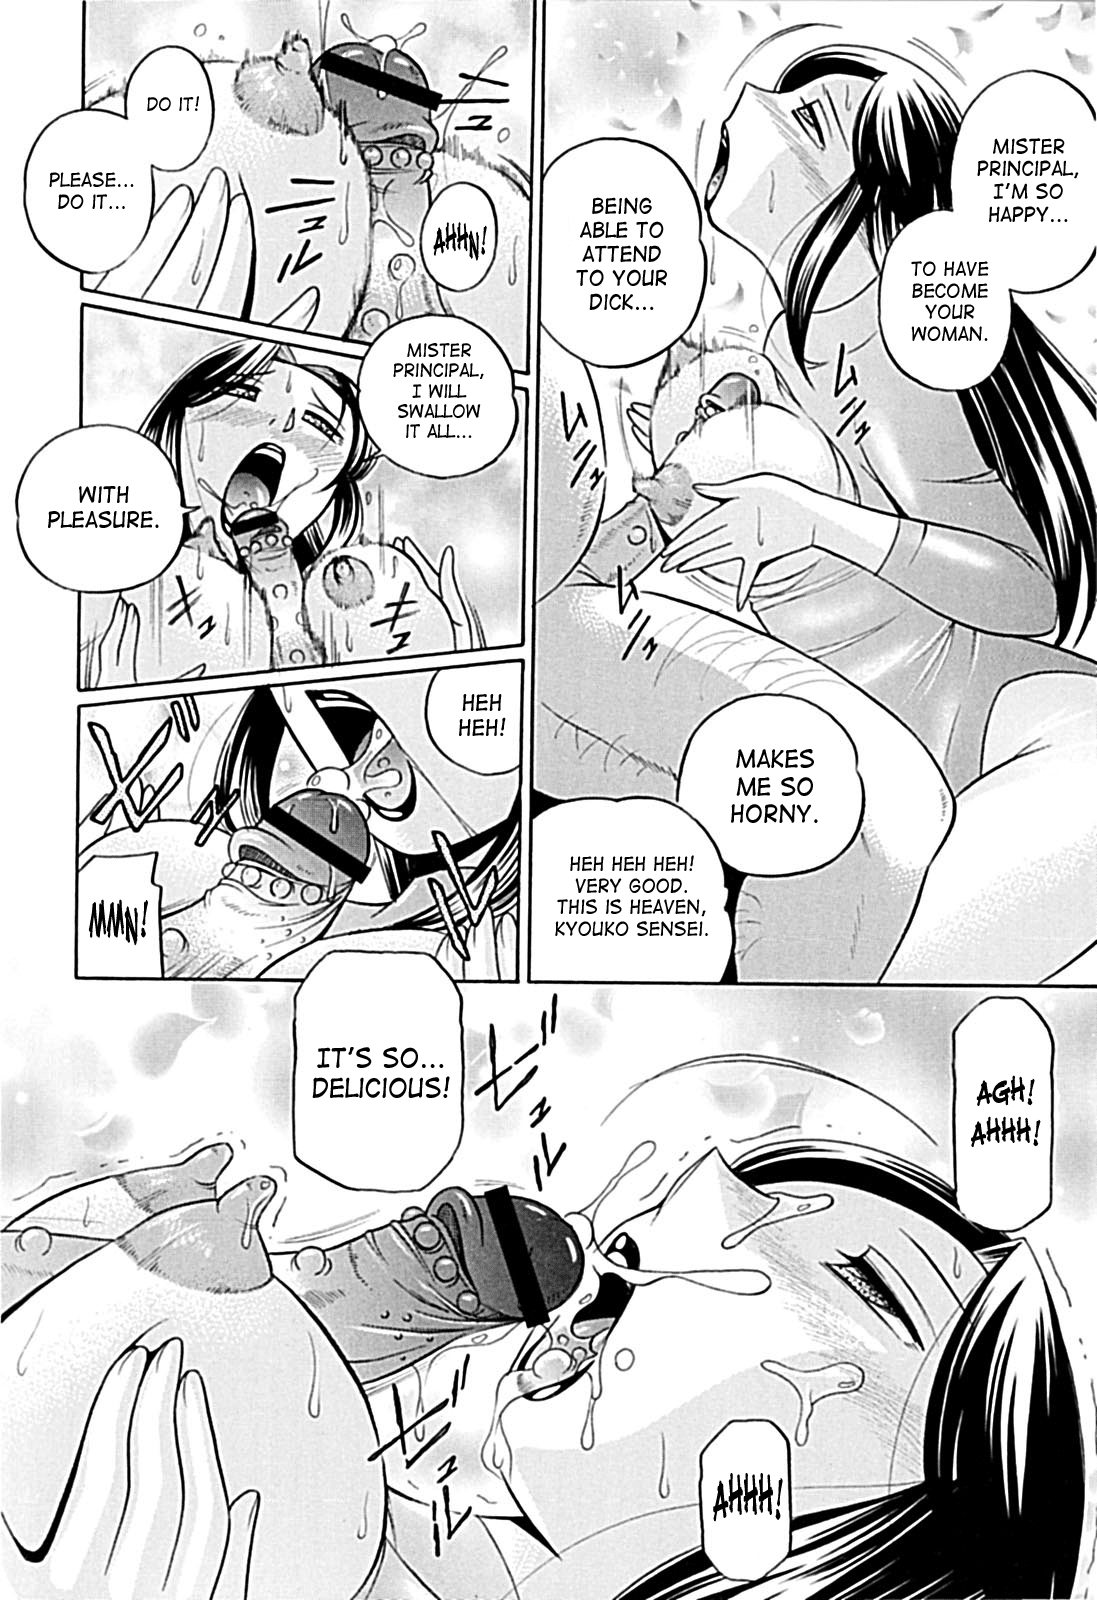 MISTER
PRINCIPAL,
I'M SO
HAPPY...
TO HAVE
BECOME
YOUR
WOMAN.
BEING
ABLE TO
ATTEND
TO YOUR
DICK...
MAKES
ME SO
HORNY.
HEH HEH HEH!
VERY GOOD.
THIS IS HEAVEN,
KYOUKO SENSEI.
DO IT!
PLEASE...
DO IT...
AHHN!
MISTER
PRINCIPAL,
I WILL
SWALLOW
IT ALL...
WITH
PLEASURE.
HEH
HEH!
MMN!
AGH!
AHHH!
IT'S SO...
DELICIOUS!
AHHH!